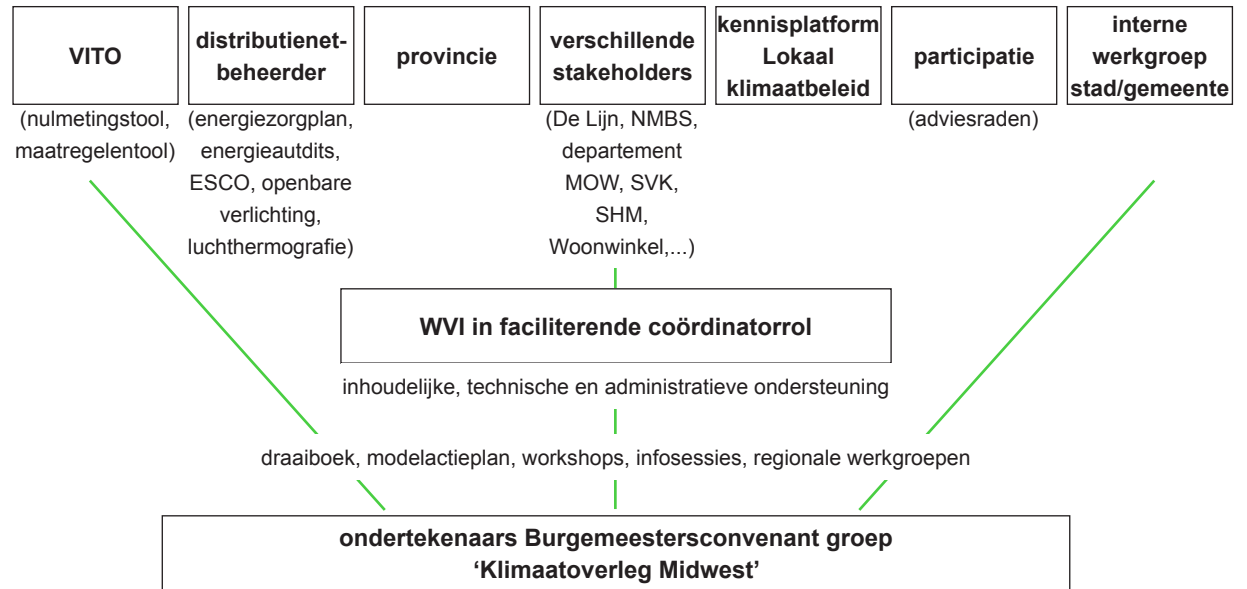 VITO
distributienet-
beheerder
provincie
verschillende
stakeholders
kennisplatform
Lokaal
klimaatbeleid
participatie
interne
werkgroep
stad/gemeente
(nulmetingstool,
maatregelentool)
(energiezorgplan,
energieautdits,
ESCO, openbare
verlichting,
luchthermografie)
(De Lijn, NMBS,
departement
MOW, SVK,
SHM,
Woonwinkel,...)
(adviesraden)
WVI in faciliterende coördinatorrol
inhoudelijke, technische en administratieve ondersteuning
draaiboek, modelactieplan, workshops, infosessies, regionale werkgroepen
ondertekenaars Burgemeestersconvenant groep
‘Klimaatoverleg Midwest’